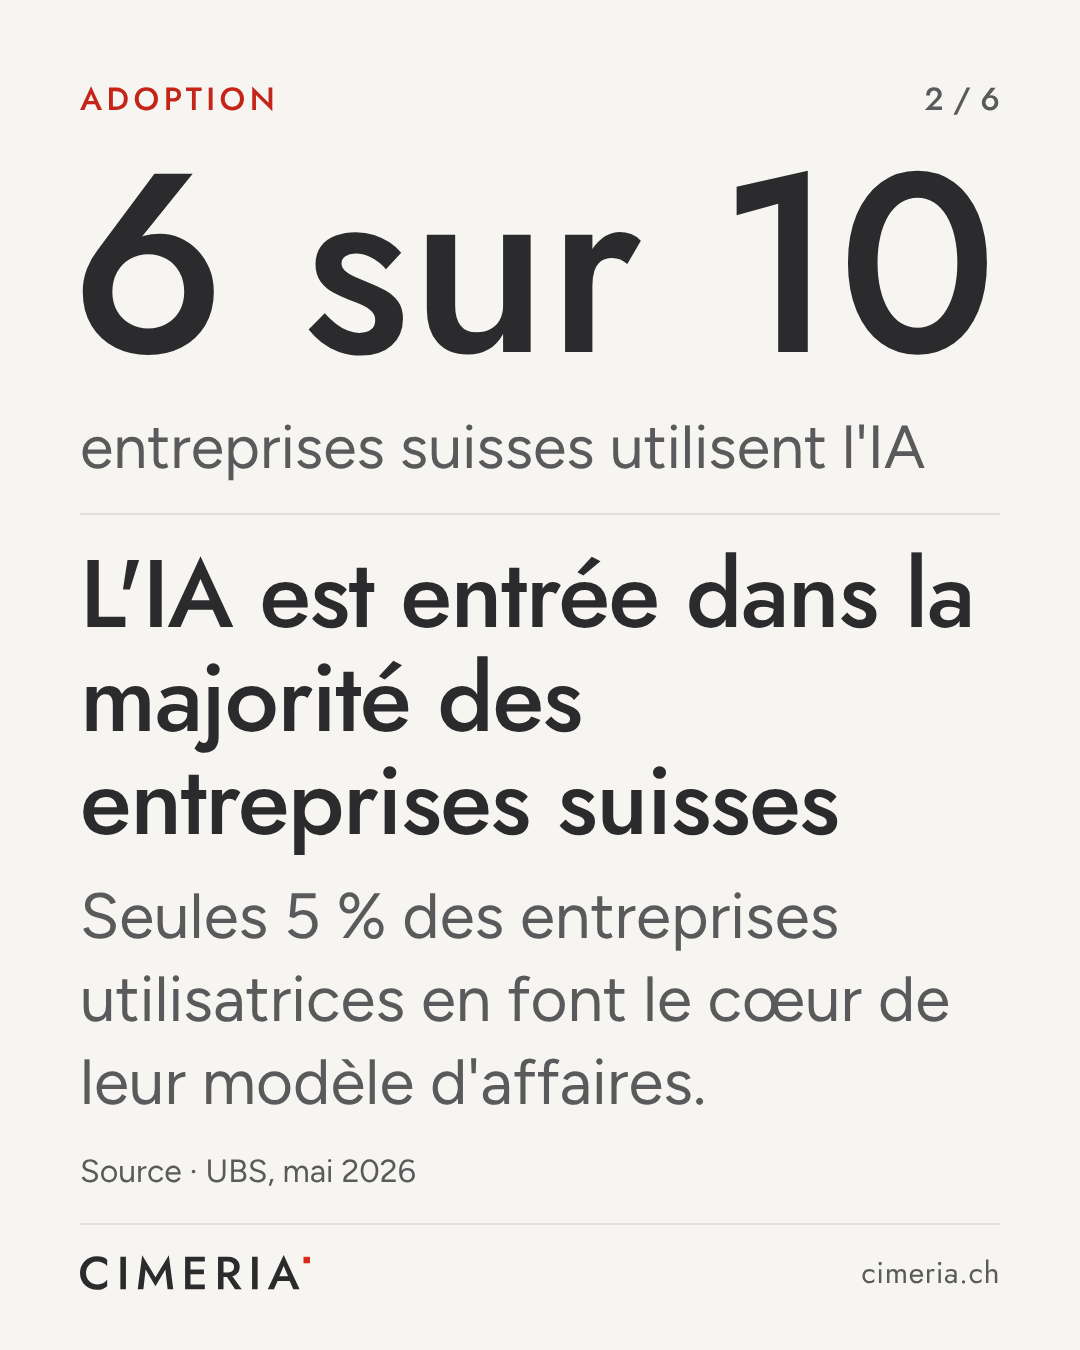 ADOPTION
2 / 6
6 sur 10
entreprises suisses utilisent l'IA
L'IA est entrée dans la
majorité des
entreprises suisses
Seules 5 % des entreprises
utilisatrices en font le cœur de
leur modèle d'affaires.
Source · UBS, mai 2026
CIMERIA
cimeria.ch